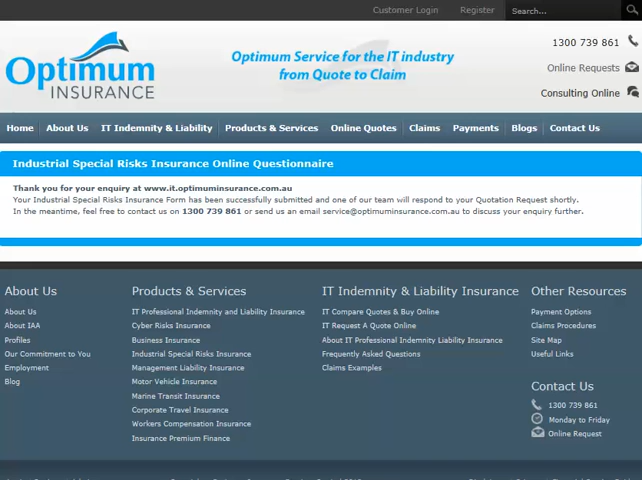 Customer Login Register Search...
Optimum
INSURANCE
Optimum Service for the IT industry
from Quote to Claim
1300 739 861
Online Requests
Consulting Online
Home About Us IT Indemnity & Liability Products & Services Online Quotes Claims Payments Blogs Contact Us
Industrial Special Risks Insurance Online Questionnaire
Thank you for your enquiry at www.it.optimuminsurance.com.au
Your Industrial Special Risks Insurance Form has been successfully submitted and one of our team will respond to your Quotation Request shortly.
In the meantime, feel free to contact us on 1300 739 861 or send us an email service@optimuminsurance.com.au to discuss your enquiry further.
About Us
About Us
About IAA
Profiles
Our Commitment to You
Employment
Blog
Products & Services
IT Professional Indemnity and Liability Insurance
Cyber Risks Insurance
Business Insurance
Industrial Special Risks Insurance
Management Liability Insurance
Motor Vehicle Insurance
Marine Transit Insurance
Corporate Travel Insurance
Workers Compensation Insurance
Insurance Premium Finance
IT Indemnity & Liability Insurance
IT Compare Quotes & Buy Online
IT Request A Quote Online
About IT Professional Indemnity Liability Insurance
Frequently Asked Questions
Claims Examples
Other Resources
Payment Options
Claims Procedures
Site Map
Useful Links
Contact Us
1300 739 861
Monday to Friday
Online Request